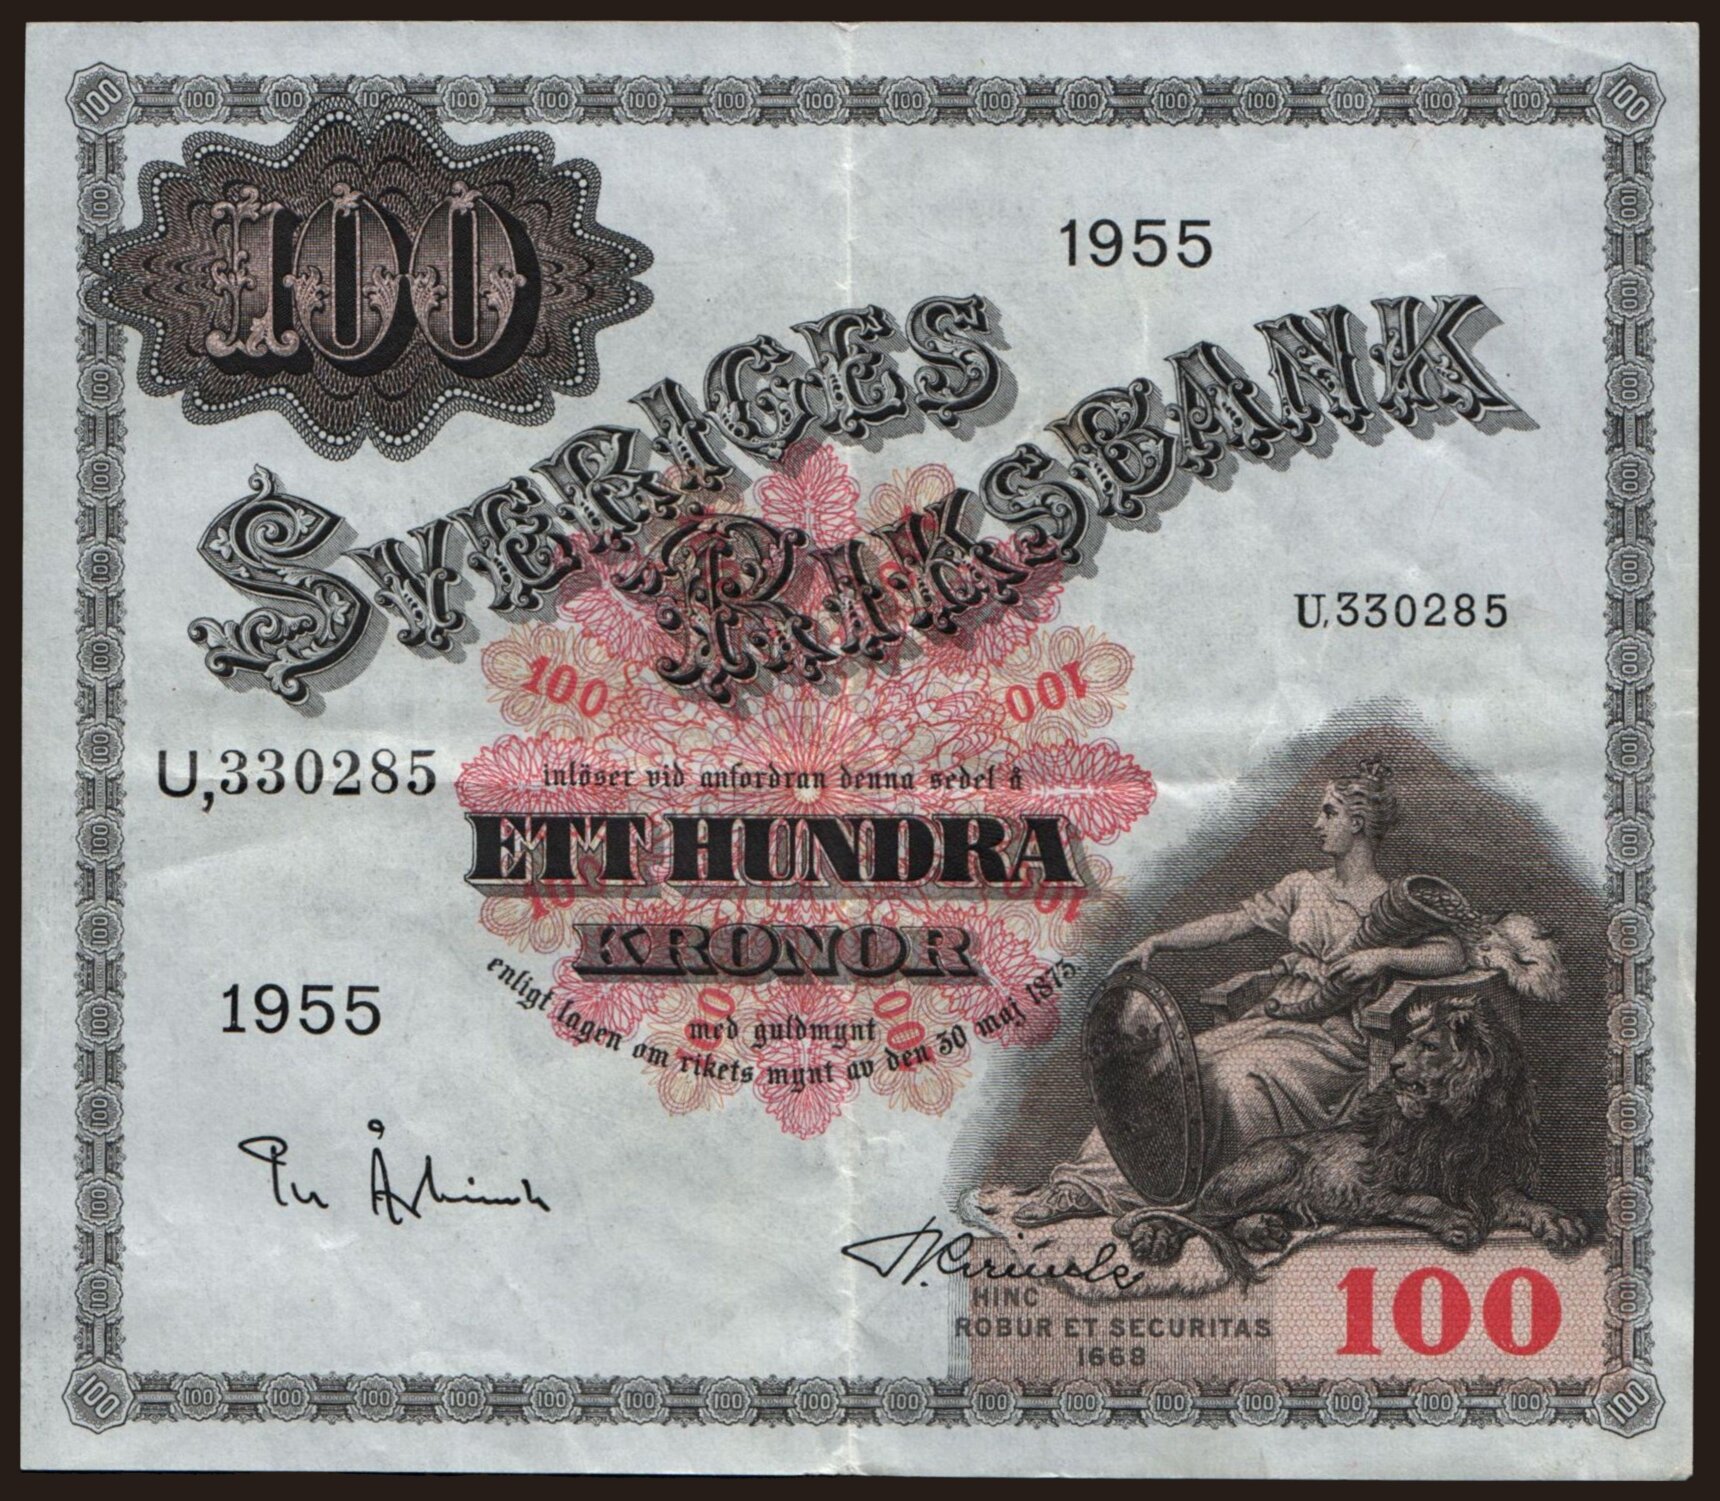 100
1955
SVERIGES
RIKSBANK
U,330285
100 100
U,330285
inlöser vid anfordran denna sedel å
ETT HUNDRA
KRONOR
1955
med guldmynt
enligt lagen om rikets mynt av den 30 maj 1873.
HINC
ROBUR ET SECURITAS
1668
100